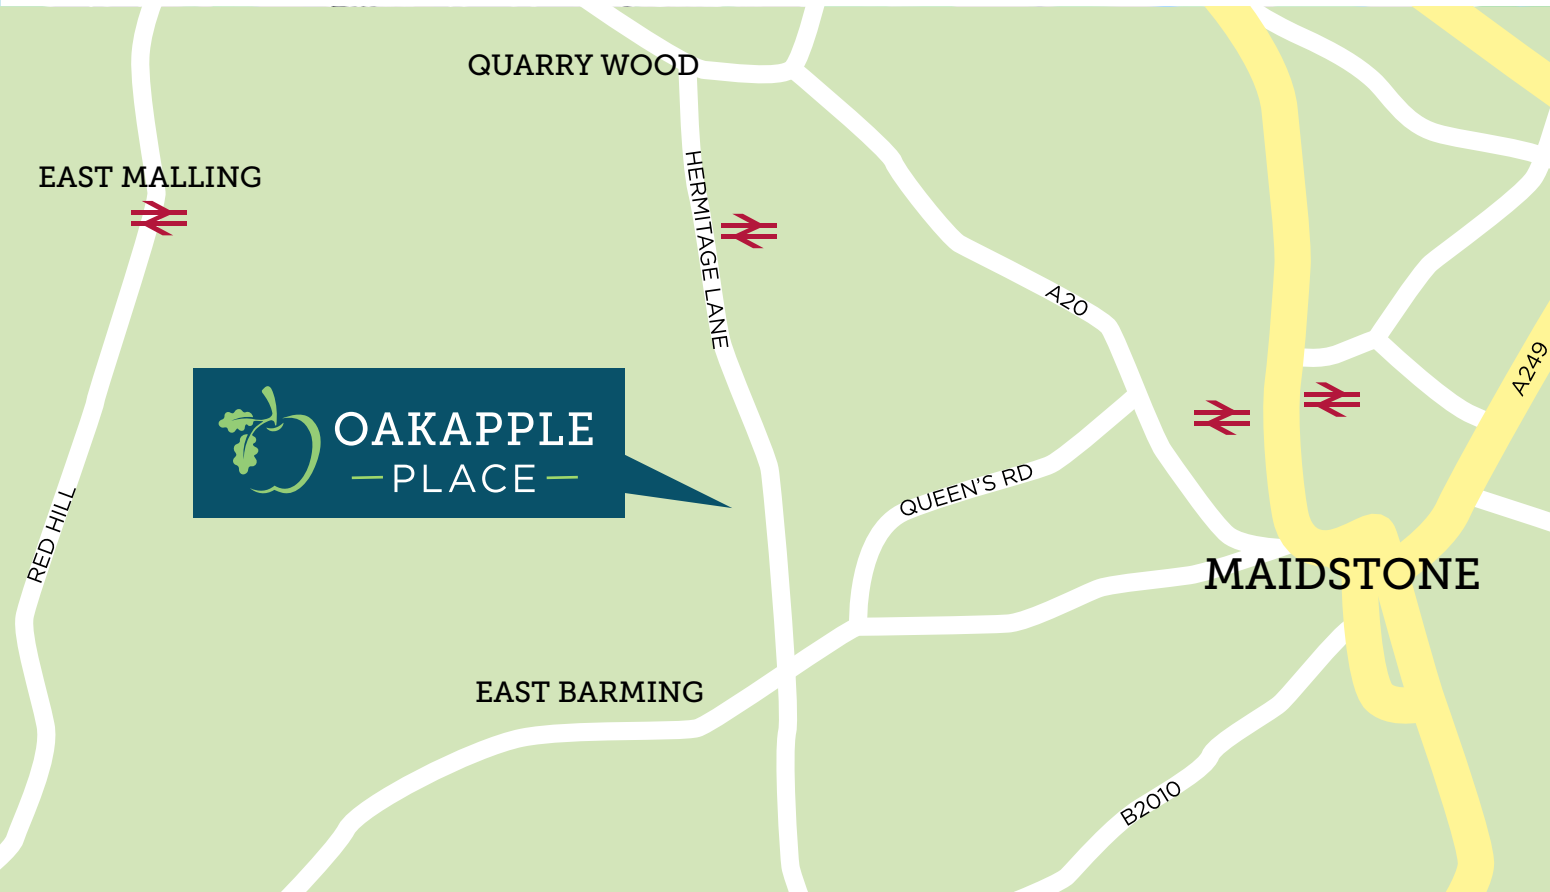 QUARRY WOOD
EAST MALLING
HERMITAGE LANE
A20
A249
OAKAPPLE
PLACE
QUEEN'S RD
RED HILL
MAIDSTONE
EAST BARMING
B2010